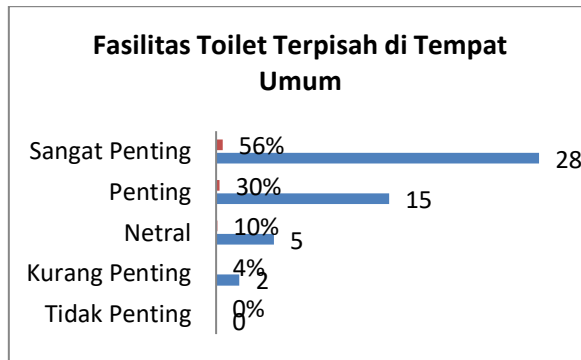 Fasilitas Toilet Terpisah di Tempat
Umum
Sangat Penting 56% 28
Penting 30% 15
Netral 10% 5
Kurang Penting 4% 2
Tidak Penting 0% 0